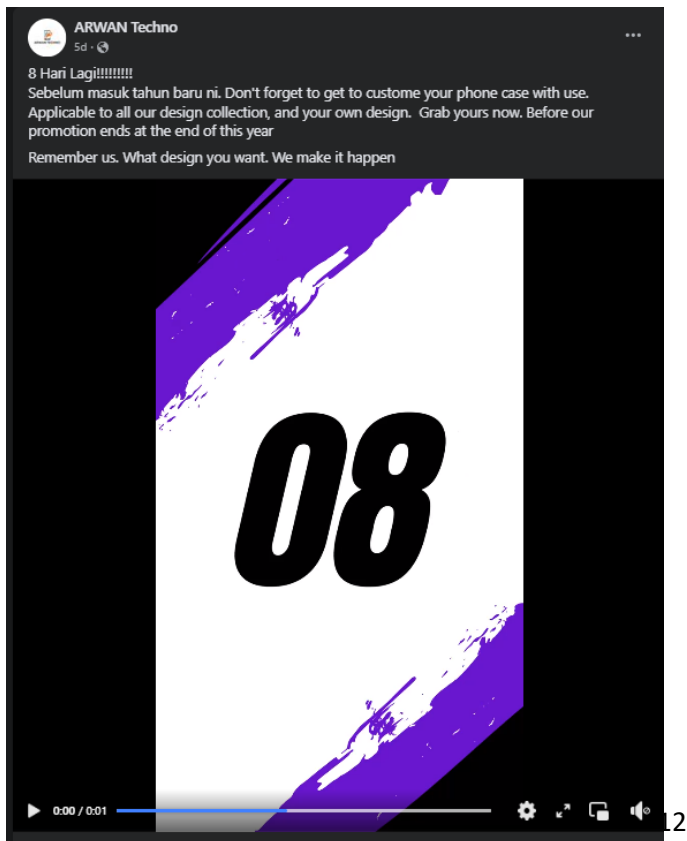 ARWAN Techno
5d
8 Hari Lagi!!!!!!!!!
Sebelum masuk tahun baru ni. Don't forget to get to custome your phone case with use.
Applicable to all our design collection, and your own design. Grab yours now. Before our
promotion ends at the end of this year
Remember us. What design you want. We make it happen
08
0:00 / 0:01
12